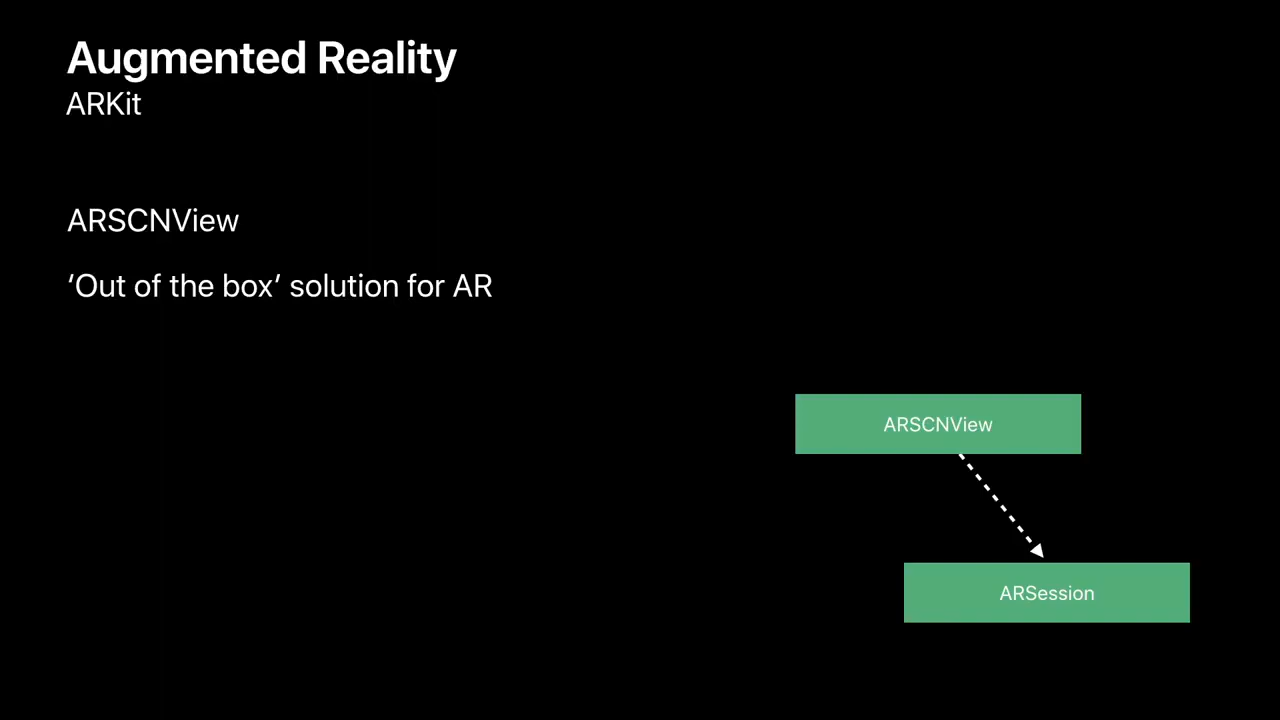 Augmented Reality
ARKit
ARSCNView
‘Out of the box’ solution for AR
ARSCNView
ARSession